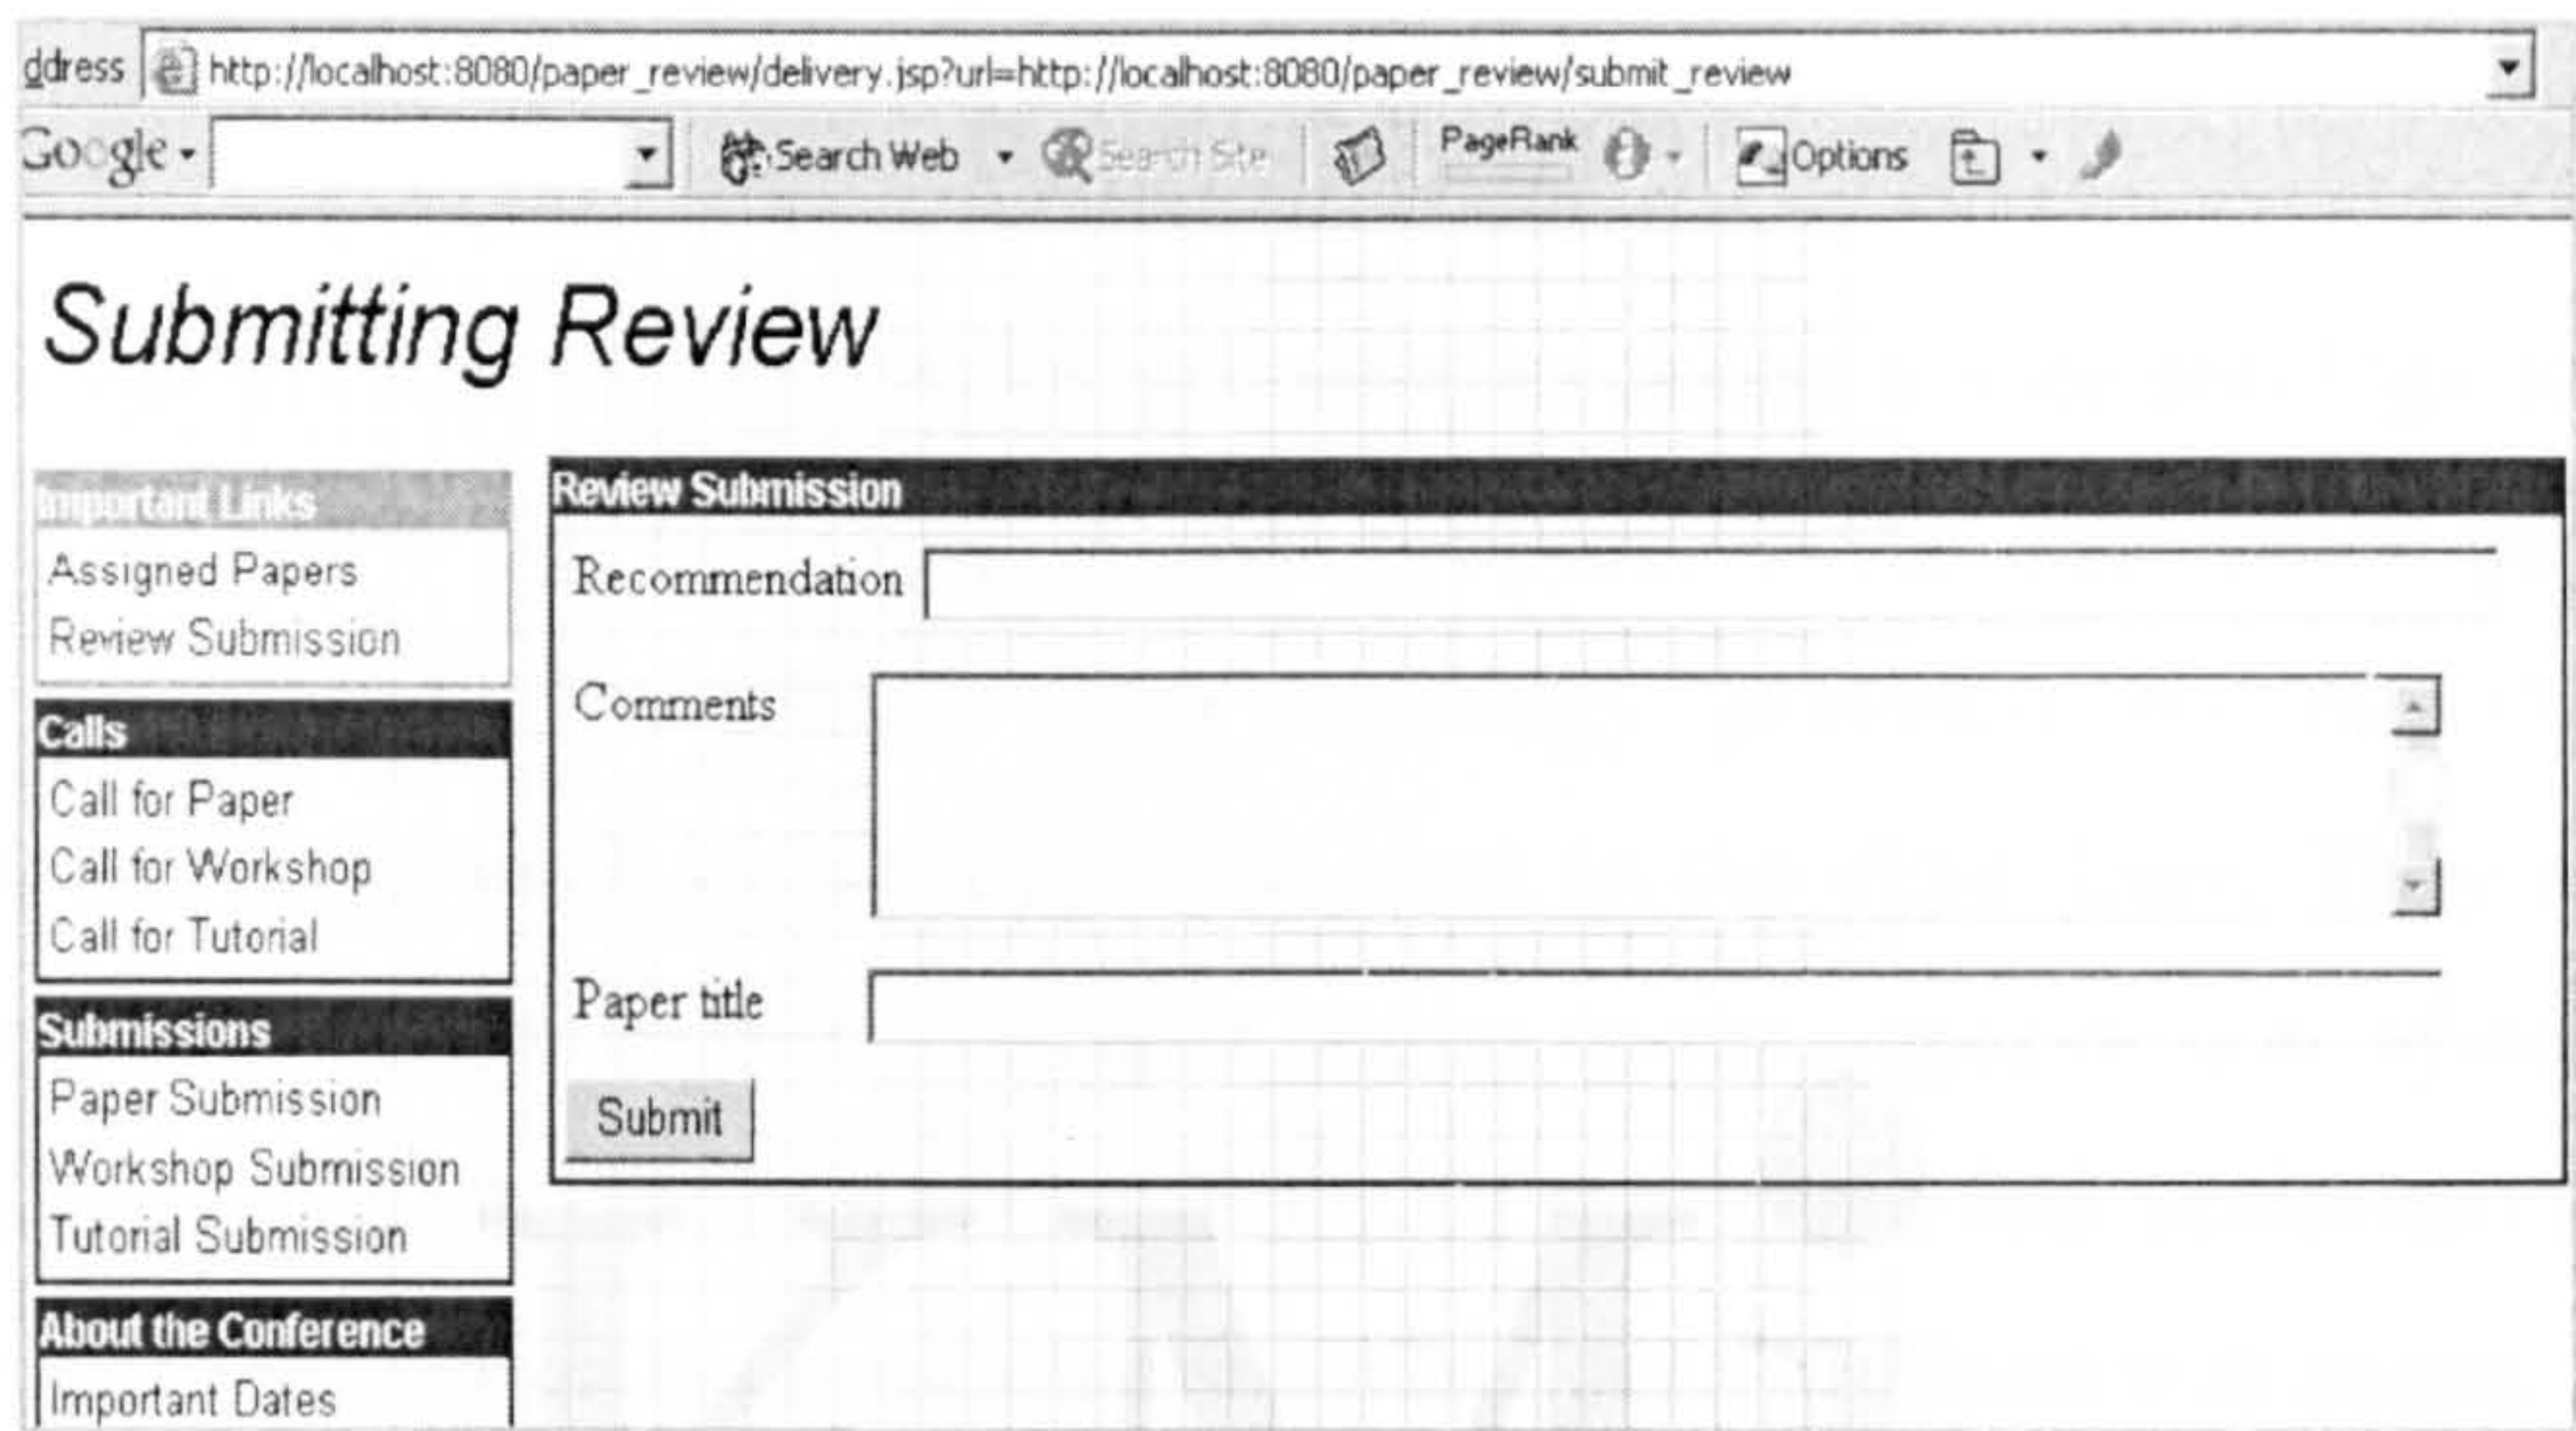 ddress http://localhost:8080/paper_review/delivery.jsp?url=http://localhost:8080/paper_review/submit_review
Google Search Web Search Site PageRank Options
Submitting Review
Important Links
Assigned Papers
Review Submission
Calls
Call for Paper
Call for Workshop
Call for Tutorial
Submissions
Paper Submission
Workshop Submission
Tutorial Submission
About the Conference
Important Dates
Review Submission
Recommendation
Comments
Paper title
Submit